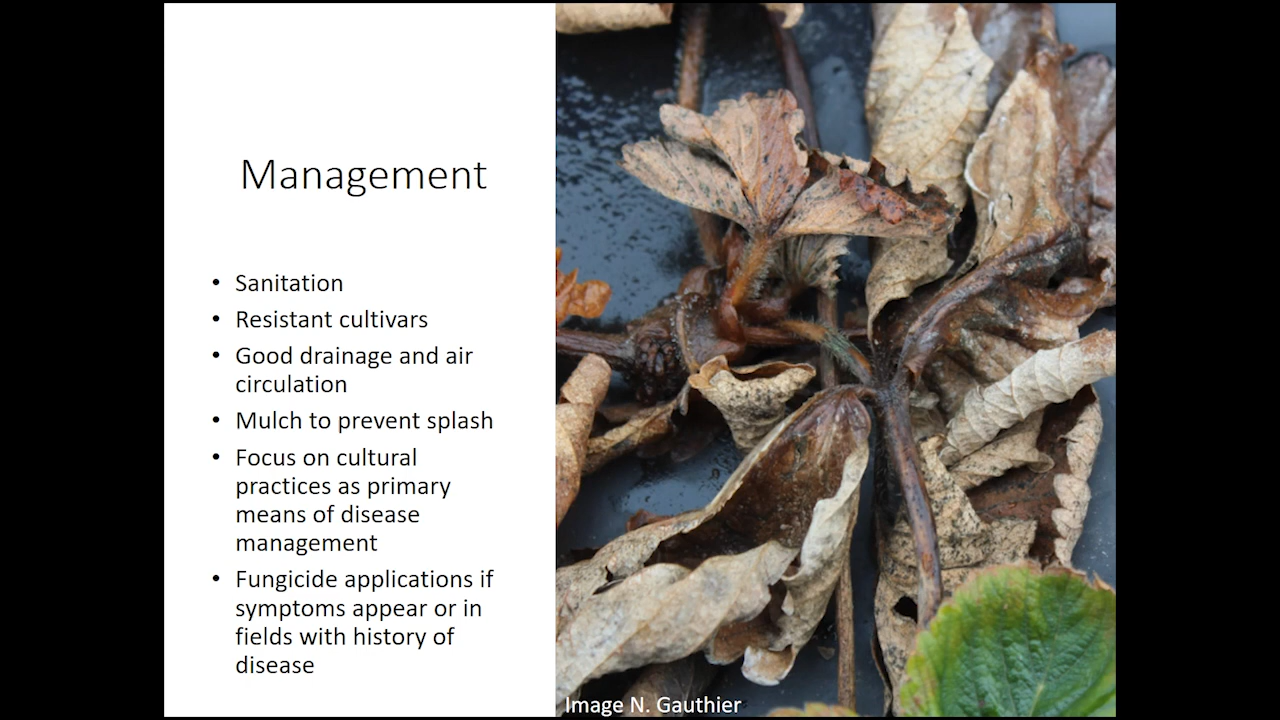 Management
• Sanitation
• Resistant cultivars
• Good drainage and air
circulation
• Mulch to prevent splash
• Focus on cultural
practices as primary
means of disease
management
• Fungicide applications if
symptoms appear or in
fields with history of
disease
Image N. Gauthier